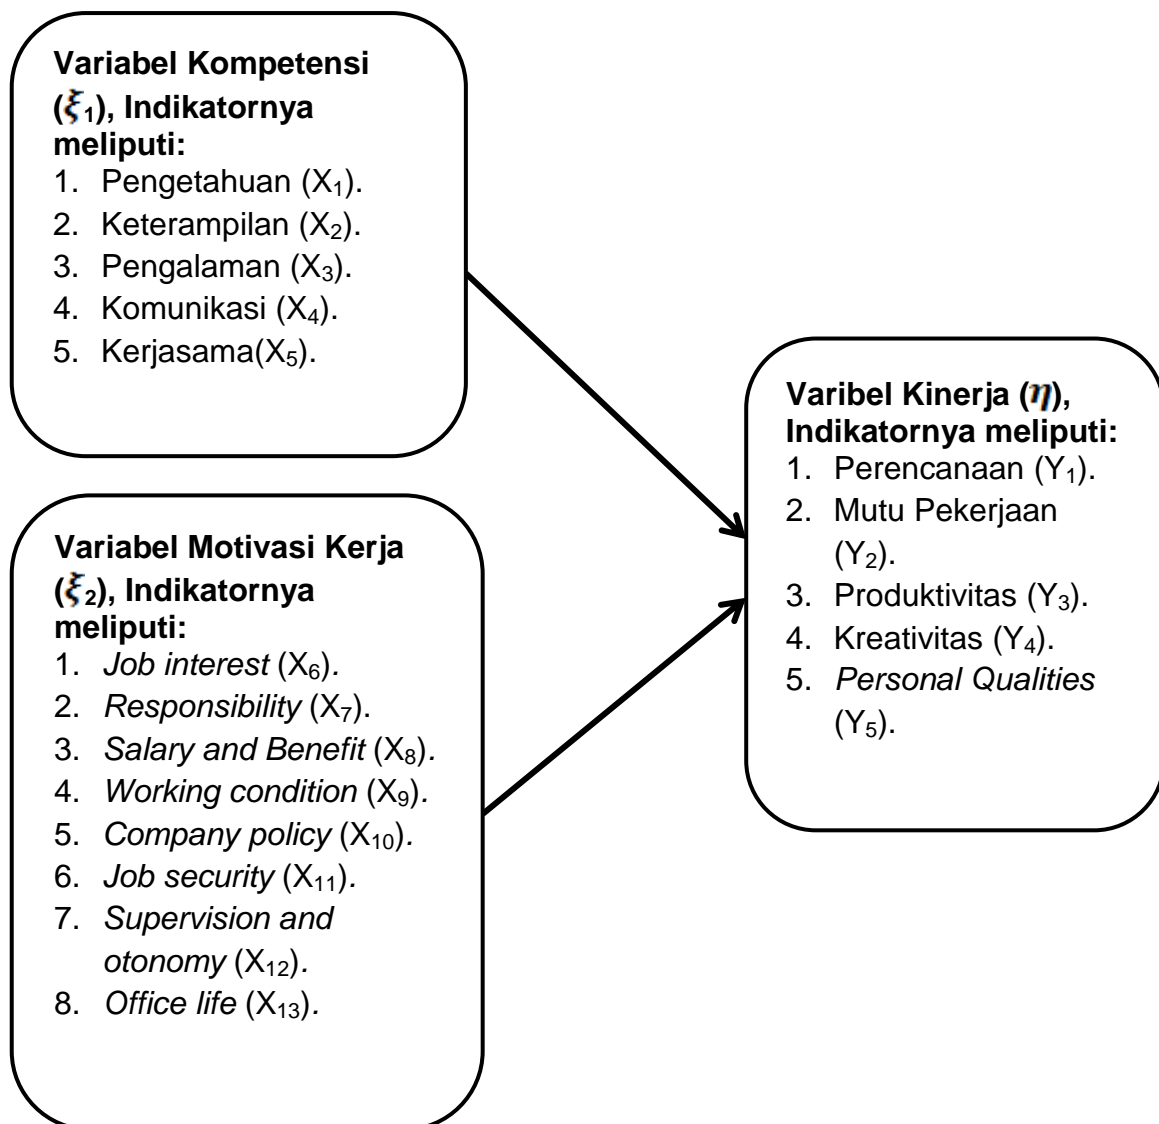 Variabel Kompetensi
(ξ₁), Indikatornya
meliputi:
1. Pengetahuan (X₁).
2. Keterampilan (X₂).
3. Pengalaman (X₃).
4. Komunikasi (X₄).
5. Kerjasama(X₅).
Variabel Motivasi Kerja
(ξ₂), Indikatornya
meliputi:
1. Job interest (X₆).
2. Responsibility (X₇).
3. Salary and Benefit (X₈).
4. Working condition (X₉).
5. Company policy (X₁₀).
6. Job security (X₁₁).
7. Supervision and
otonomy (X₁₂).
8. Office life (X₁₃).
Varibel Kinerja (η),
Indikatornya meliputi:
1. Perencanaan (Y₁).
2. Mutu Pekerjaan
(Y₂).
3. Produktivitas (Y₃).
4. Kreativitas (Y₄).
5. Personal Qualities
(Y₅).